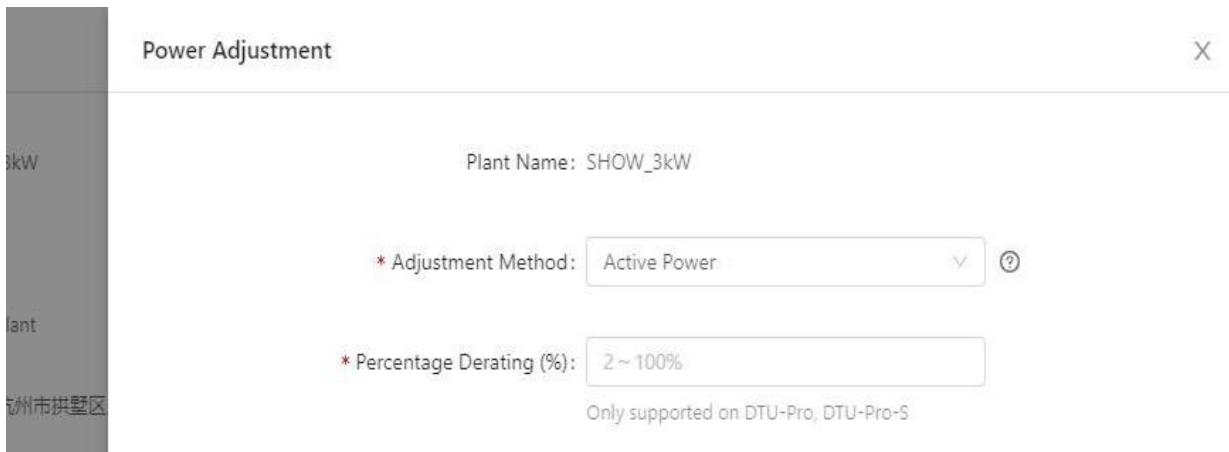 Power Adjustment X
3kW
Plant Name: SHOW_3kW
* Adjustment Method: Active Power
lant
* Percentage Derating (%): 2 ~ 100%
州市拱墅区
Only supported on DTU-Pro, DTU-Pro-S